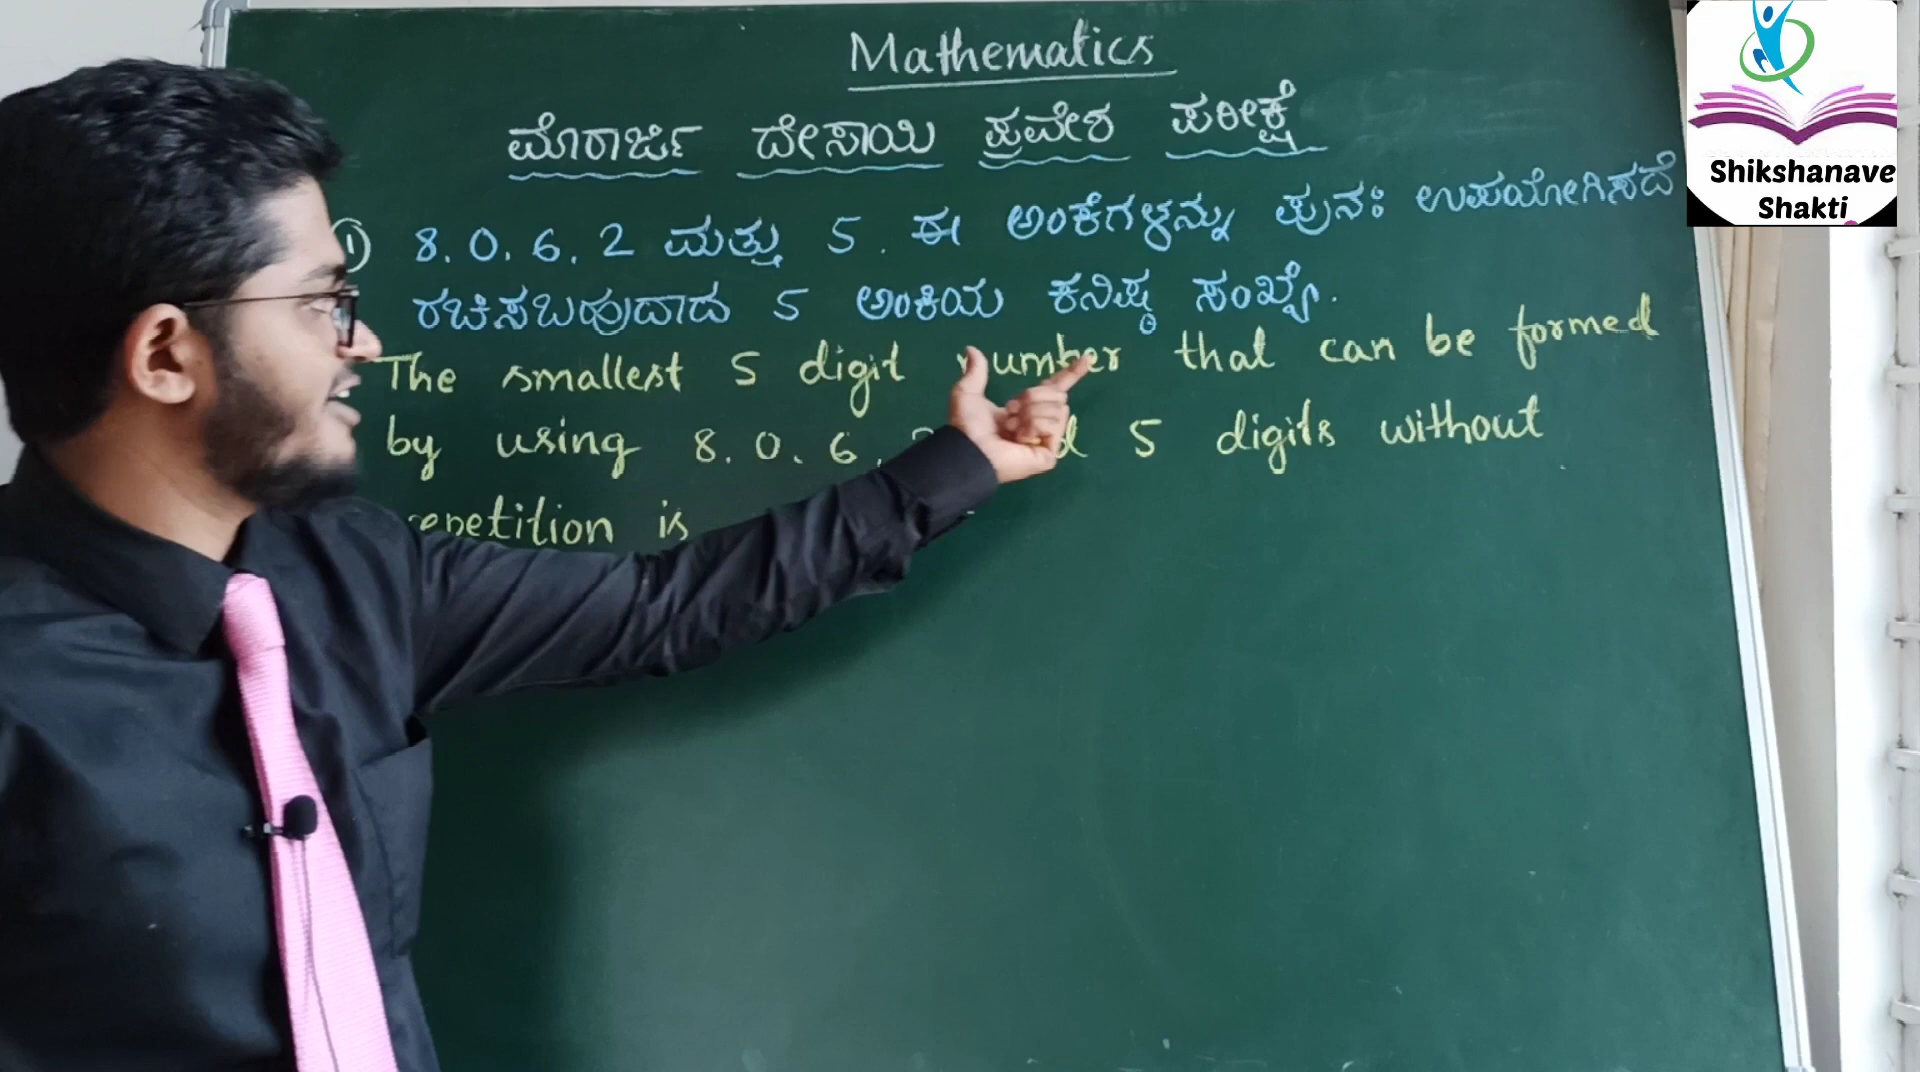 Mathematics
ಮೊರಾರ್ಜಿ ದೇಸಾಯಿ ಪ್ರವೇಶ ಪರೀಕ್ಷೆ
Shikshanave
Shakti
1) 8. 0. 6. 2 ಮತ್ತು 5. ಈ ಅಂಕೆಗಳನ್ನು ಪುನಃ ಉಪಯೋಗಿಸದೆ
ರಚಿಸಬಹುದಾದ 5 ಅಂಕಿಯ ಕನಿಷ್ಠ ಸಂಖ್ಯೆ.
The smallest 5 digit number that can be formed
by using 8. 0. 6. 5 digits without
repetition is